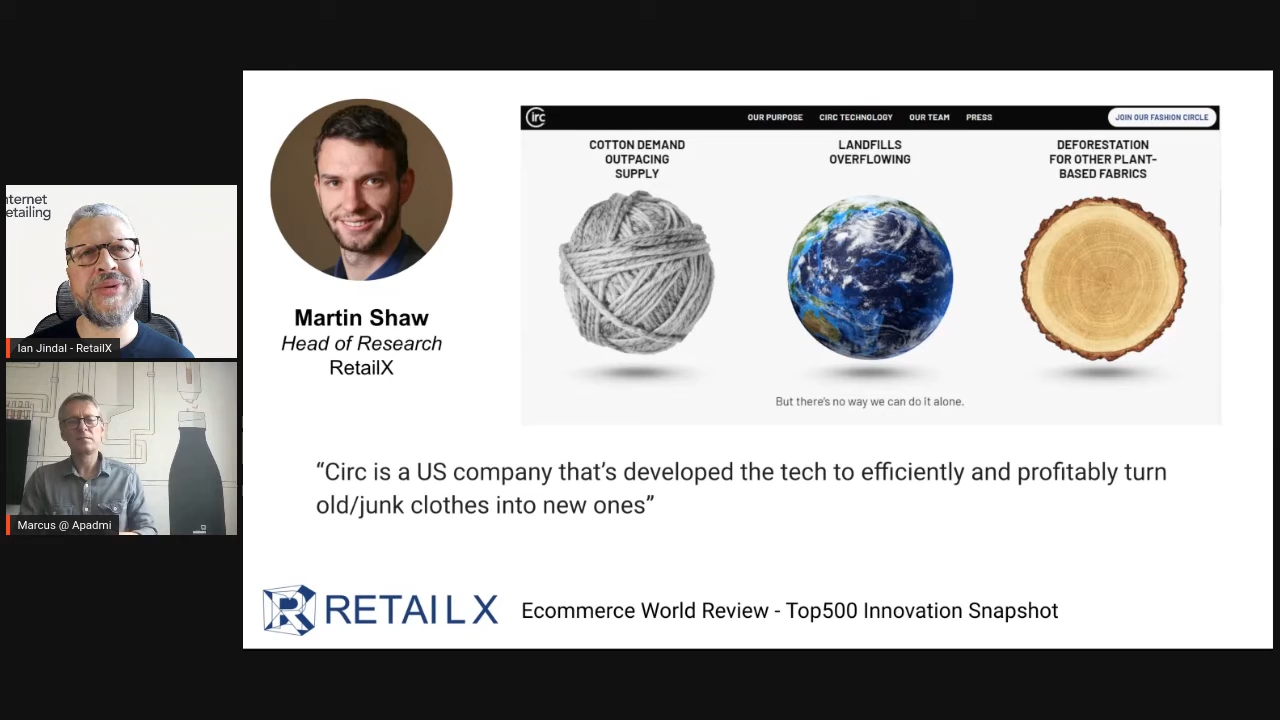 nternet
etailing
Ian Jindal - RetailX
Marcus @ Apadmi
Martin Shaw
Head of Research
RetailX
circ
OUR PURPOSE CIRC TECHNOLOGY OUR TEAM PRESS JOIN OUR FASHION CIRCLE
COTTON DEMAND
OUTPACING
SUPPLY
LANDFILLS
OVERFLOWING
DEFORESTATION
FOR OTHER PLANT-
BASED FABRICS
But there's no way we can do it alone.
“Circ is a US company that’s developed the tech to efficiently and profitably turn
old/junk clothes into new ones”
RETAILX
Ecommerce World Review - Top500 Innovation Snapshot